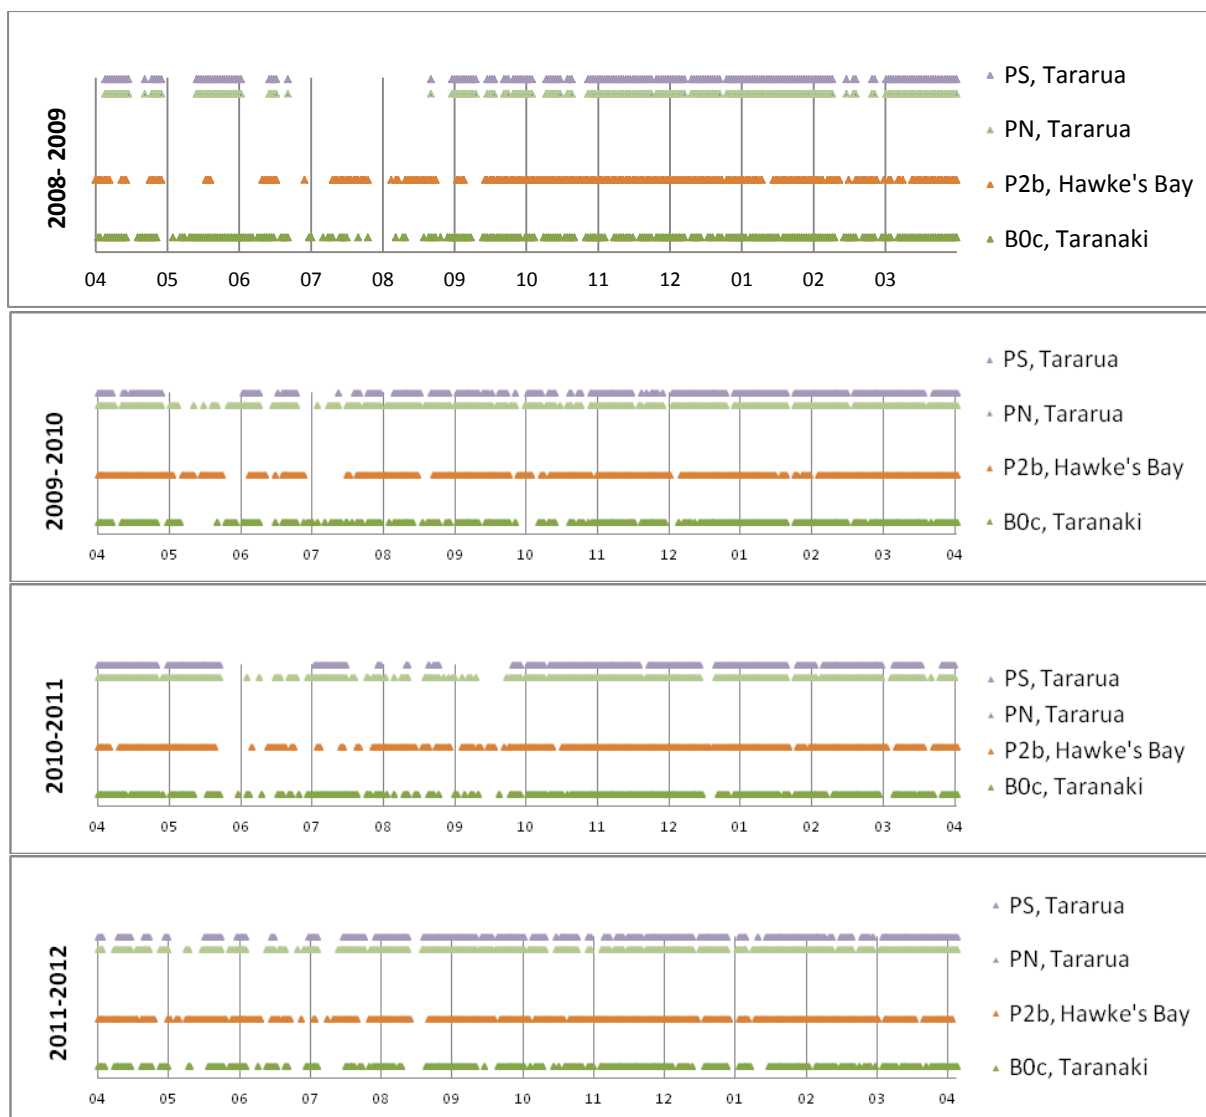 2008- 2009
PS, Tararua
PN, Tararua
P2b, Hawke's Bay
B0c, Taranaki
04 05 06 07 08 09 10 11 12 01 02 03
2009- 2010
PS, Tararua
PN, Tararua
P2b, Hawke's Bay
B0c, Taranaki
04 05 06 07 08 09 10 11 12 01 02 03 04
2010-2011
PS, Tararua
PN, Tararua
P2b, Hawke's Bay
B0c, Taranaki
04 05 06 07 08 09 10 11 12 01 02 03 04
2011-2012
PS, Tararua
PN, Tararua
P2b, Hawke's Bay
B0c, Taranaki
04 05 06 07 08 09 10 11 12 01 02 03 04